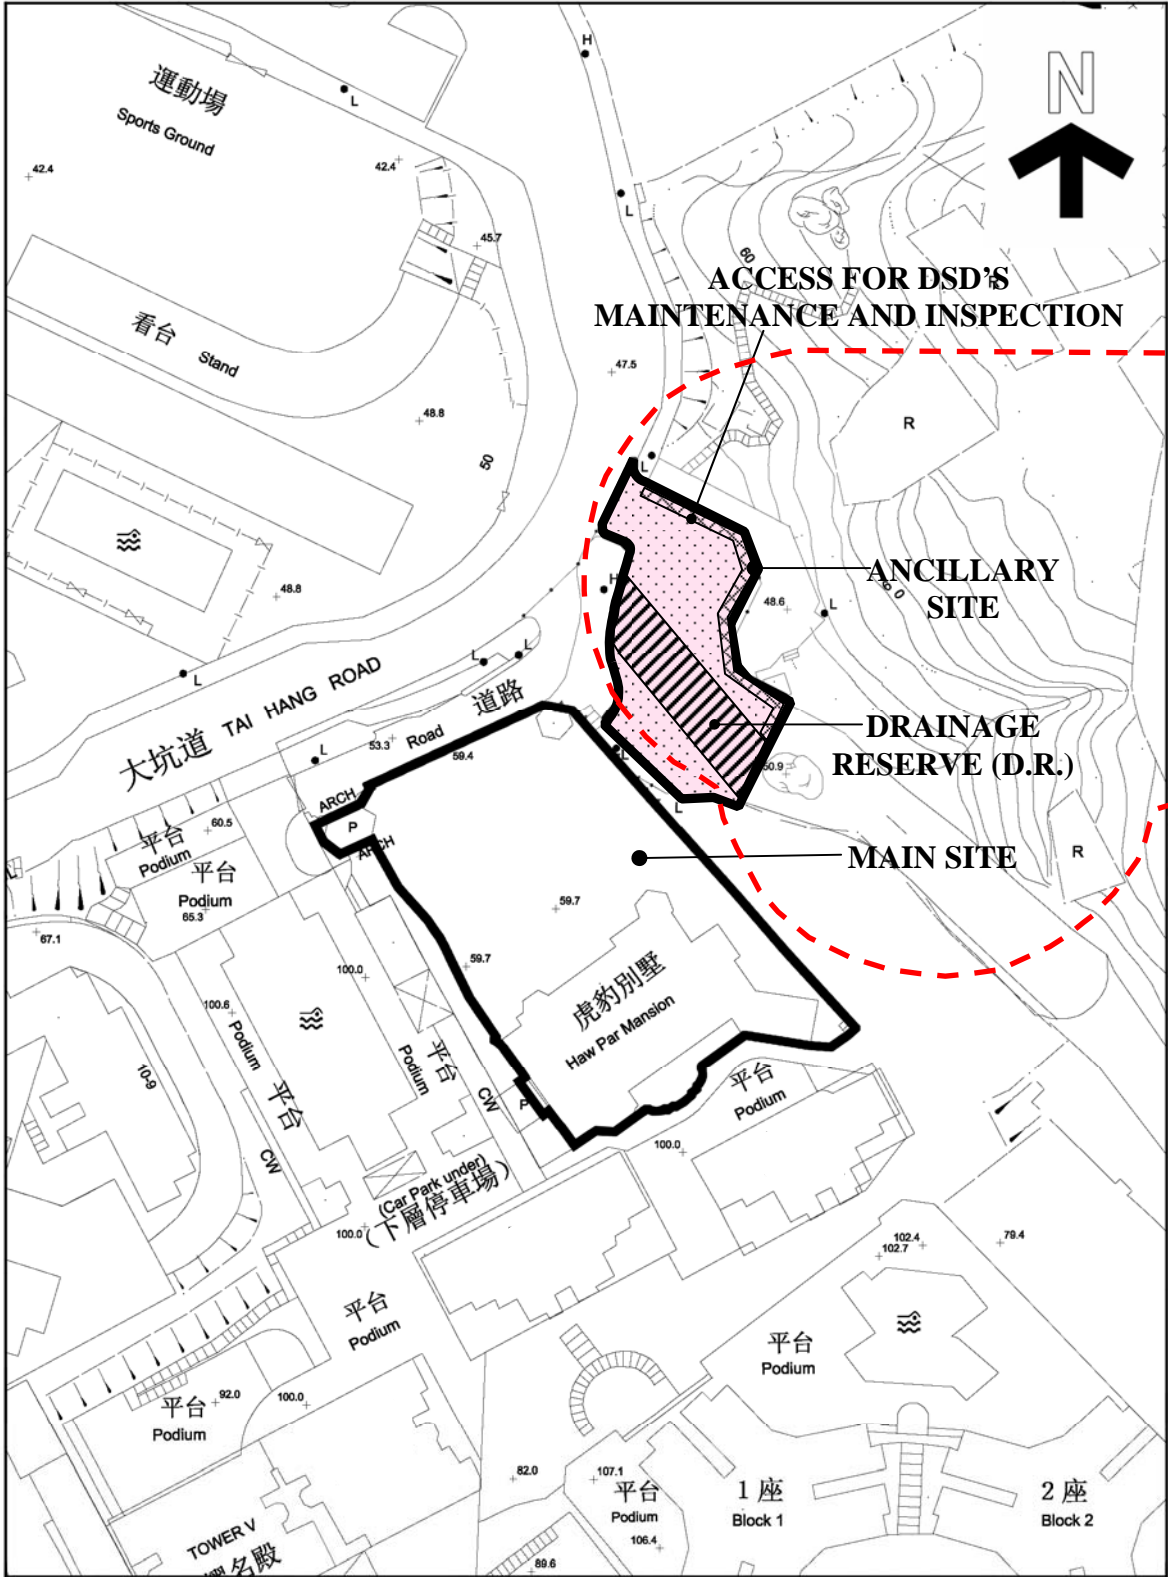 H
N
運動場
Sports Ground
L
42.4
42.4
L
45.7
60
ACCESS FOR DSD'S
R
MAINTENANCE AND INSPECTION
看台 Stand
47.5
48.8
R
50
L
48.8
H
ANCILLARY
SITE
48.6
L
60
L
L
L
大坑道 TAI HANG ROAD
道路
Road
53.3
59.4
L
DRAINAGE
RESERVE (D.R.)
50.9
L
L
ARCH
P
ARCH
60.5
平台
Podium
平台
Podium
65.3
MAIN SITE
R
67.1
59.7
59.7
100.0
100.6
虎豹別墅
Haw Par Mansion
Podium
平台
Podium
平台
10-9
CW
CW
P
平台
Podium
100.0
(Car Park under)
(下層停車場)
100.0
102.4
102.7
79.4
平台
Podium
平台
Podium
92.0
100.0
平台
Podium
82.0
107.1
平台
Podium
106.4
1 座
Block 1
2 座
Block 2
TOWER V
名殿
89.6